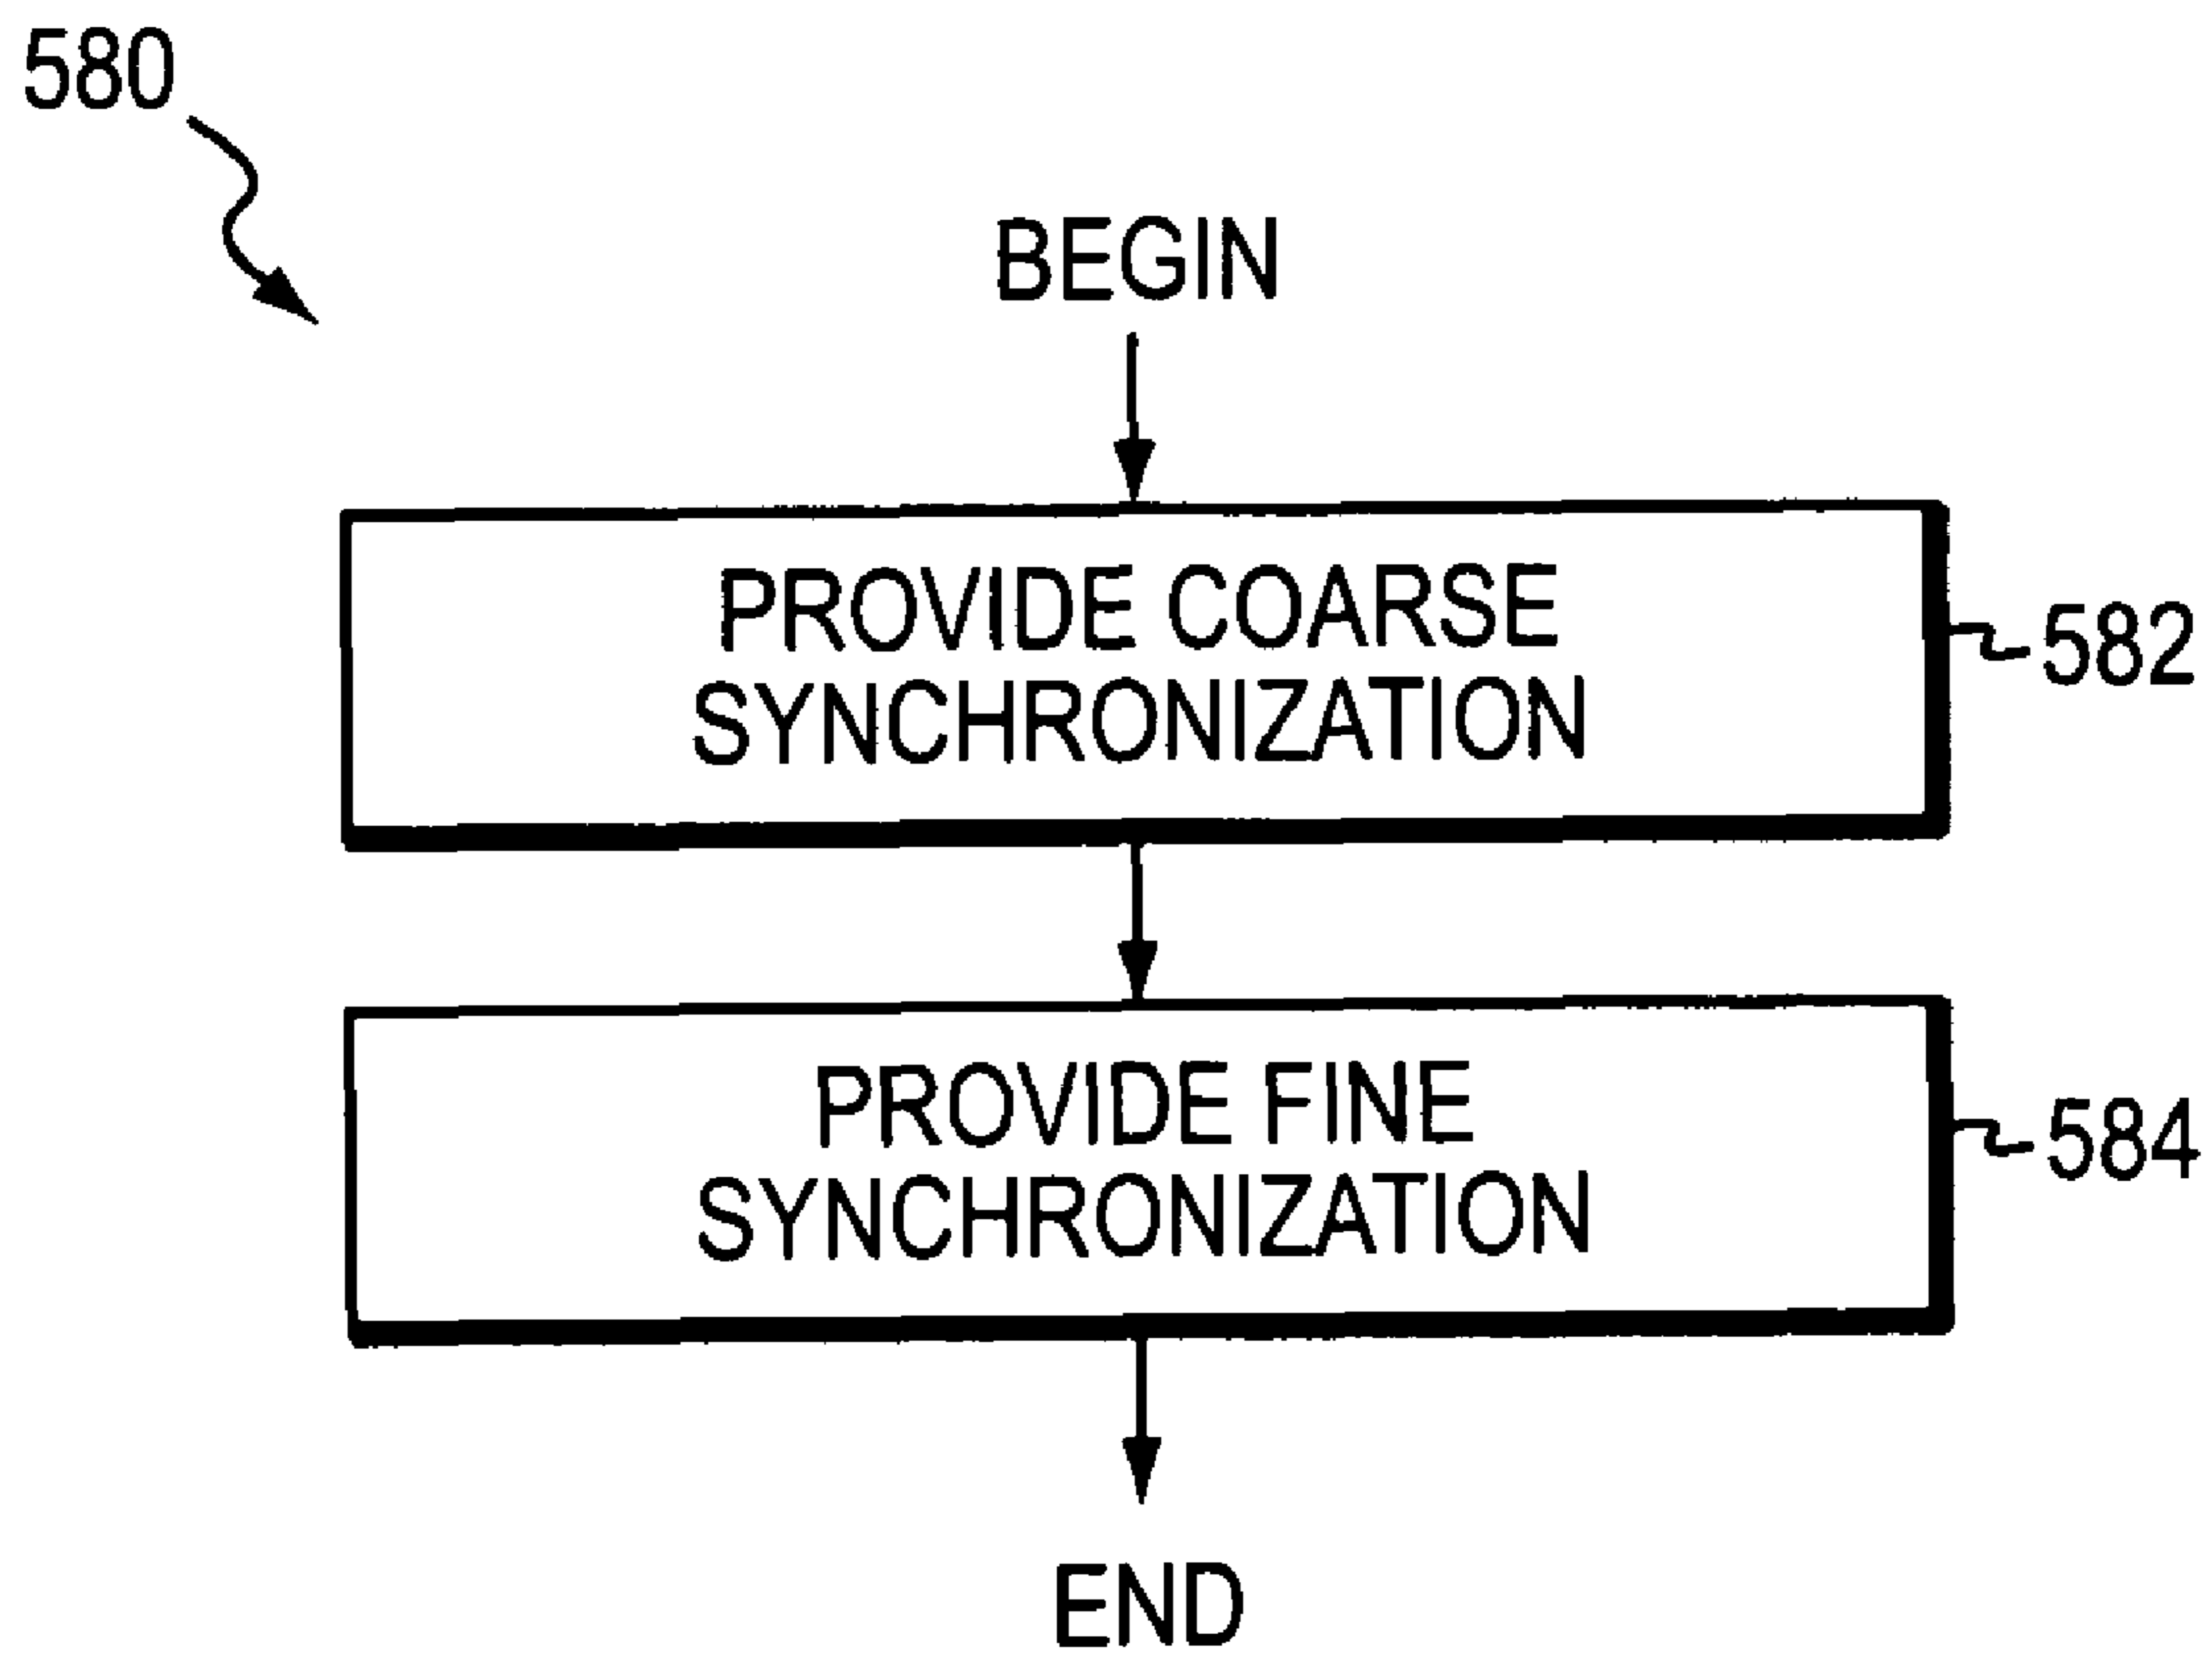 580
BEGIN
PROVIDE COARSE
SYNCHRONIZATION
582
PROVIDE FINE
SYNCHRONIZATION
584
END